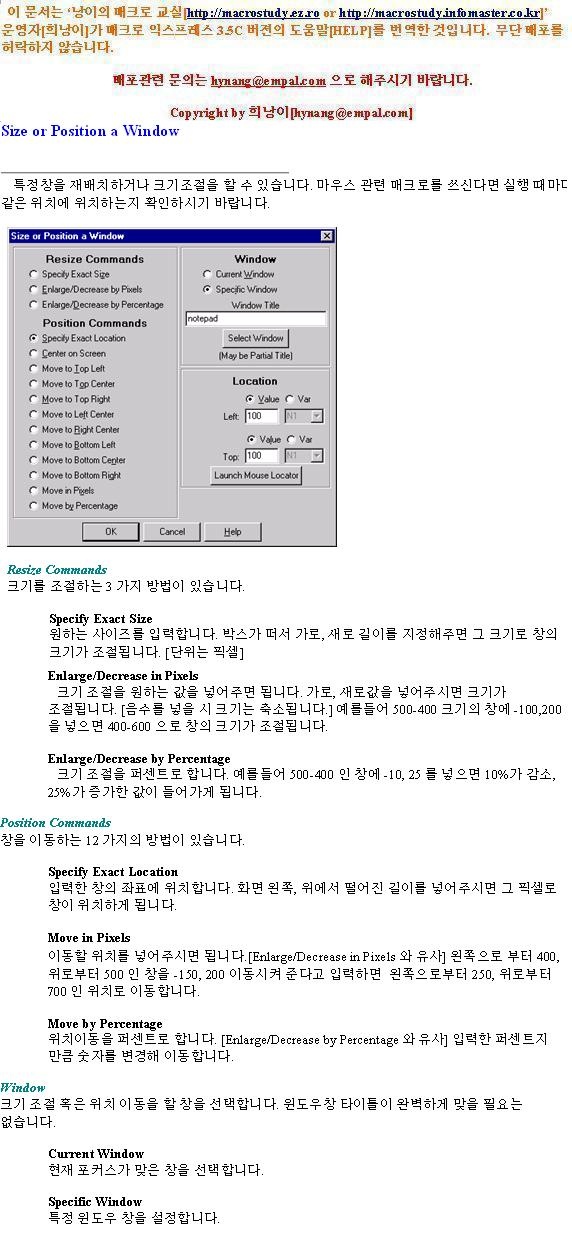 이 문서는 '낭이의 매크로 교실[http://macrostudy.ez.ro or http://macrostudy.infomaster.co.kr]'
운영자[희낭이]가 매크로 익스프레스 3.5C 버젼의 도움말[HELP]를 번역한 것입니다. 무단 배포를
허락하지 않습니다.
배포관련 문의는 hynang@empal.com 으로 해주시기 바랍니다.
Copyright by 희낭이[hynang@empal.com]
Size or Position a Window
특정창을 재배치하거나 크기조절을 할 수 있습니다. 마우스 관련 매크로를 쓰신다면 실행 때마다
같은 위치에 위치하는지 확인하시기 바랍니다.
Size or Position a Window
Resize Commands
Specify Exact Size
Enlarge/Decrease by Pixels
Enlarge/Decrease by Percentage
Position Commands
Specify Exact Location
Center on Screen
Move to Top Left
Move to Top Center
Move to Top Right
Move to Left Center
Move to Right Center
Move to Bottom Left
Move to Bottom Center
Move to Bottom Right
Move in Pixels
Move by Percentage
Window
Current Window
Specific Window
Window Title
notepad
Select Window
(May be Partial Title)
Location
Value Var
Left: 100 N1
Value Var
Top: 100 N1
Launch Mouse Locator
OK Cancel Help
Resize Commands
크기를 조절하는 3 가지 방법이 있습니다.
Specify Exact Size
원하는 사이즈를 입력합니다. 박스가 떠서 가로, 새로 길이를 지정해주면 그 크기로 창의
크기가 조절됩니다. [단위는 픽셀]
Enlarge/Decrease in Pixels
크기 조절을 원하는 값을 넣어주면 됩니다. 가로, 새로값을 넣어주시면 크기가
조절됩니다. [음수를 넣을 시 크기는 축소됩니다.] 예를들어 500-400 크기의 창에 -100,200
을 넣으면 400-600 으로 창의 크기가 조절됩니다.
Enlarge/Decrease by Percentage
크기 조절을 퍼센트로 합니다. 예를들어 500-400 인 창에 -10, 25 를 넣으면 10%가 감소,
25%가 증가한 값이 들어가게 됩니다.
Position Commands
창을 이동하는 12 가지의 방법이 있습니다.
Specify Exact Location
입력한 창의 좌표에 위치합니다. 화면 왼쪽, 위에서 떨어진 길이를 넣어주시면 그 픽셀로
창이 위치하게 됩니다.
Move in Pixels
이동할 위치를 넣어주시면 됩니다.[Enlarge/Decrease in Pixels 와 유사] 왼쪽으로 부터 400,
위로부터 500 인 창을 -150, 200 이동시켜 준다고 입력하면 왼쪽으로부터 250, 위로부터
700 인 위치로 이동합니다.
Move by Percentage
위치이동을 퍼센트로 합니다. [Enlarge/Decrease by Percentage 와 유사] 입력한 퍼센트지
만큼 숫자를 변경해 이동합니다.
Window
크기 조절 혹은 위치 이동을 할 창을 선택합니다. 윈도우창 타이틀이 완벽하게 맞을 필요는
없습니다.
Current Window
현재 포커스가 맞은 창을 선택합니다.
Specific Window
특정 윈도우 창을 설정합니다.